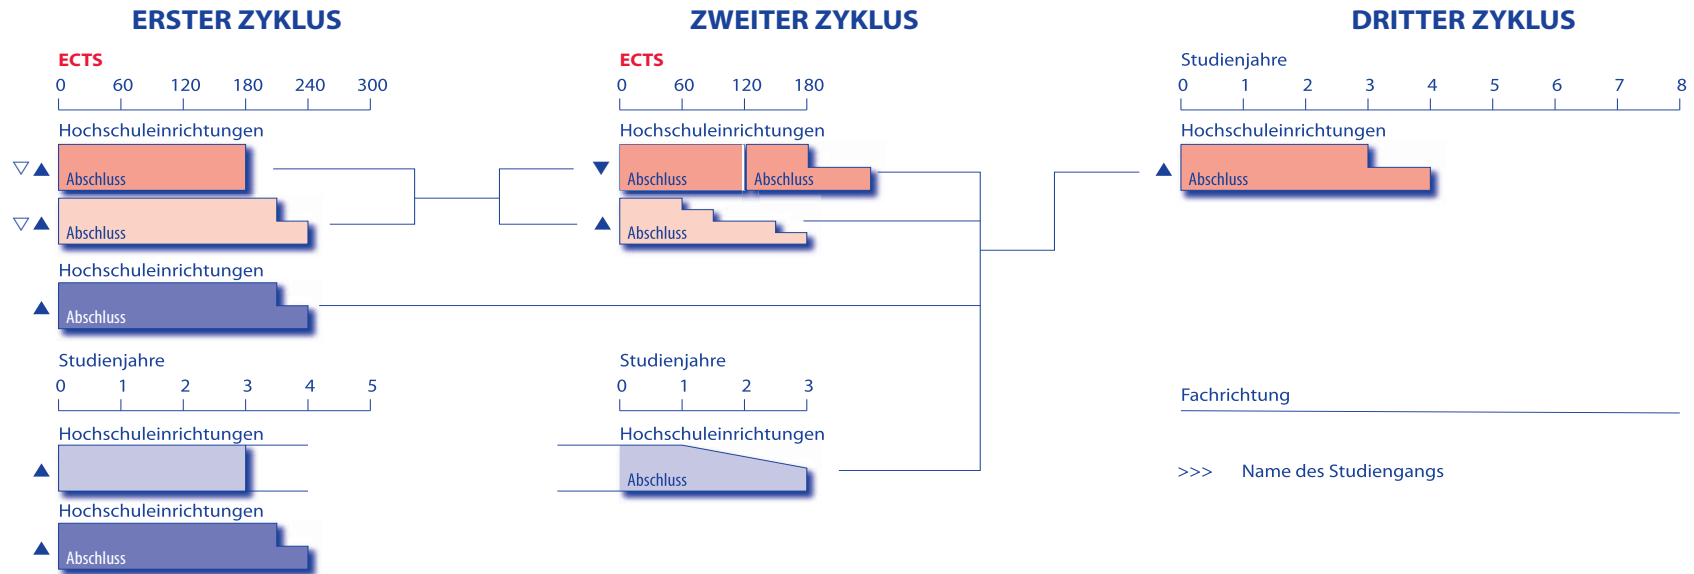 ERSTER ZYKLUS
ECTS
0 60 120 180 240 300
Hochschuleinrichtungen
Abschluss
Abschluss
Hochschuleinrichtungen
Abschluss
Studienjahre
0 1 2 3 4 5
Hochschuleinrichtungen
Hochschuleinrichtungen
Abschluss
ZWEITER ZYKLUS
ECTS
0 60 120 180
Hochschuleinrichtungen
Abschluss Abschluss
Abschluss
Studienjahre
0 1 2 3
Hochschuleinrichtungen
Abschluss
DRITTER ZYKLUS
Studienjahre
0 1 2 3 4 5 6 7 8
Hochschuleinrichtungen
Abschluss
Fachrichtung
>>> Name des Studiengangs